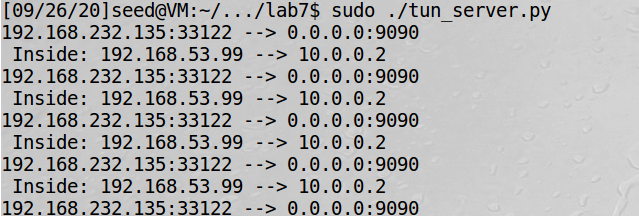 [09/26/20]seed@VM:~/.../lab7$ sudo ./tun_server.py
192.168.232.135:33122 --> 0.0.0.0:9090
 Inside: 192.168.53.99 --> 10.0.0.2
192.168.232.135:33122 --> 0.0.0.0:9090
 Inside: 192.168.53.99 --> 10.0.0.2
192.168.232.135:33122 --> 0.0.0.0:9090
 Inside: 192.168.53.99 --> 10.0.0.2
192.168.232.135:33122 --> 0.0.0.0:9090
 Inside: 192.168.53.99 --> 10.0.0.2
192.168.232.135:33122 --> 0.0.0.0:9090